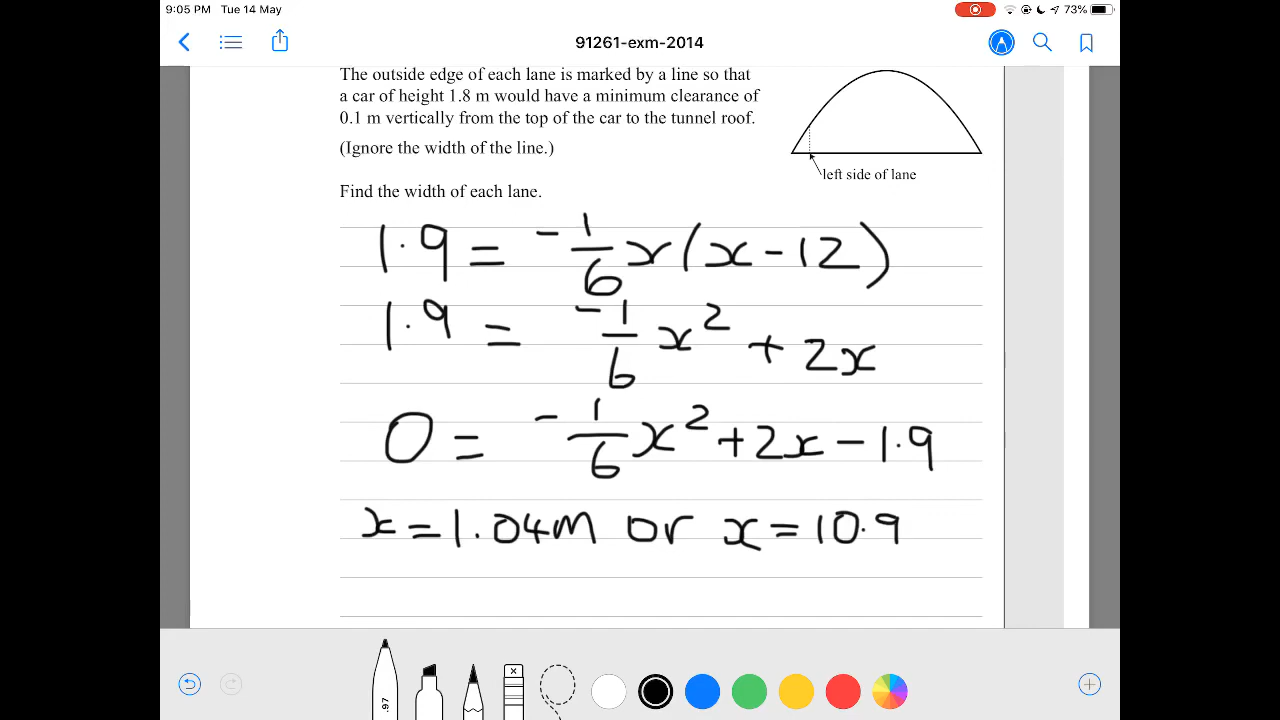 9:05 PM Tue 14 May 73%
91261-exm-2014
The outside edge of each lane is marked by a line so that
a car of height 1.8 m would have a minimum clearance of
0.1 m vertically from the top of the car to the tunnel roof.
(Ignore the width of the line.)
left side of lane
Find the width of each lane.
1.9 = -1/6 x(x - 12)
1.9 = -1/6 x² + 2x
0 = -1/6 x² + 2x - 1.9
x = 1.04m or x = 10.9
97